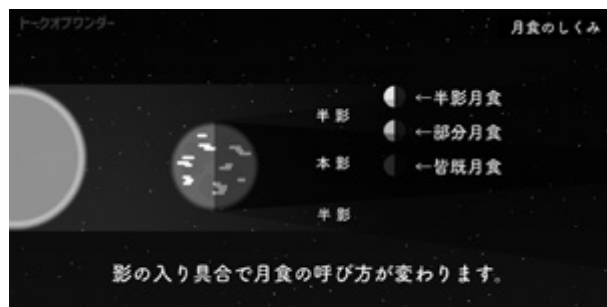 トークオブワンダー
月食のしくみ
半影
←半影月食
←部分月食
本影
←皆既月食
半影
影の入り具合で月食の呼び方が変わります。